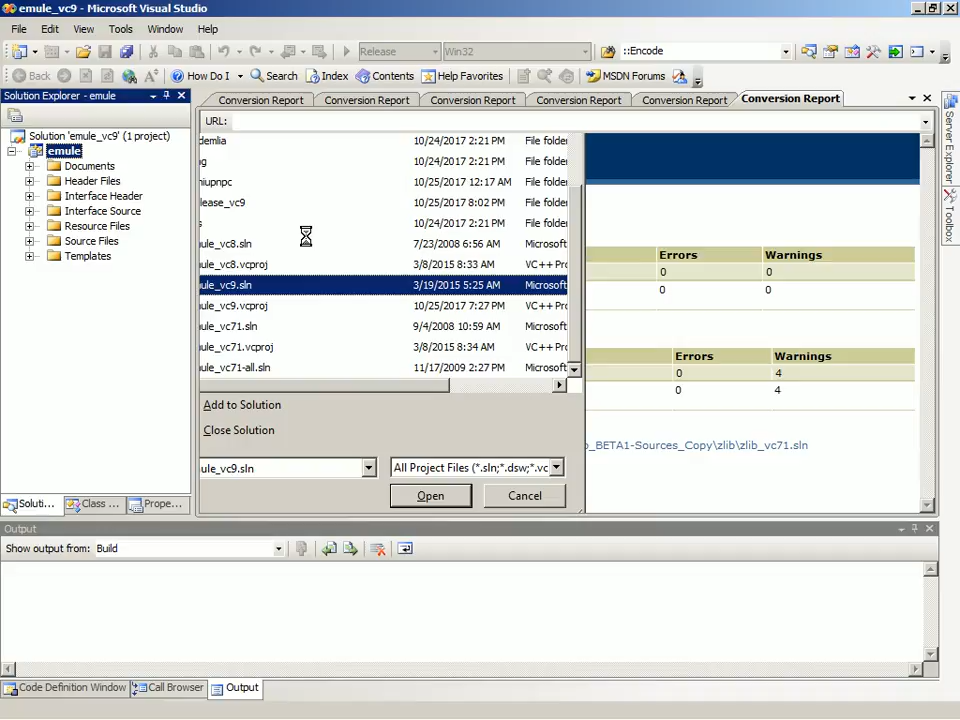 emule_vc9 - Microsoft Visual Studio
File Edit View Tools Window Help
Release Win32 ::Encode
Back How Do I Search Index Contents Help Favorites MSDN Forums
Solution Explorer - emule
Conversion Report Conversion Report Conversion Report Conversion Report Conversion Report Conversion Report
URL:
Solution 'emule_vc9' (1 project)
emule
Documents
Header Files
Interface Header
Interface Source
Resource Files
Source Files
Templates
demlia 10/24/2017 2:21 PM File folder
ng 10/24/2017 2:21 PM File folder
niupnpc 10/25/2017 12:17 AM File folder
lease_vc9 10/25/2017 8:02 PM File folder
s 10/24/2017 2:21 PM File folder
ule_vc8.sln 7/23/2008 6:56 AM Microsoft
ule_vc8.vcproj 3/8/2015 8:33 AM VC++ Pro
ule_vc9.sln 3/19/2015 5:25 AM Microsoft
ule_vc9.vcproj 10/25/2017 7:27 PM VC++ Pro
ule_vc71.sln 9/4/2008 10:59 AM Microsoft
ule_vc71.vcproj 3/8/2015 8:34 AM VC++ Pro
ule_vc71-all.sln 11/17/2009 2:27 PM Microsoft
Add to Solution
Close Solution
ule_vc9.sln All Project Files (*.sln;*.dsw;*.vc
Open Cancel
Errors Warnings
0 0
0 0
Errors Warnings
0 4
0 4
_BETA1-Sources_Copy\zlib\zlib_vc71.sln
Soluti... Class ... Prope...
Server Explorer
Toolbox
Output
Show output from: Build
Code Definition Window Call Browser Output